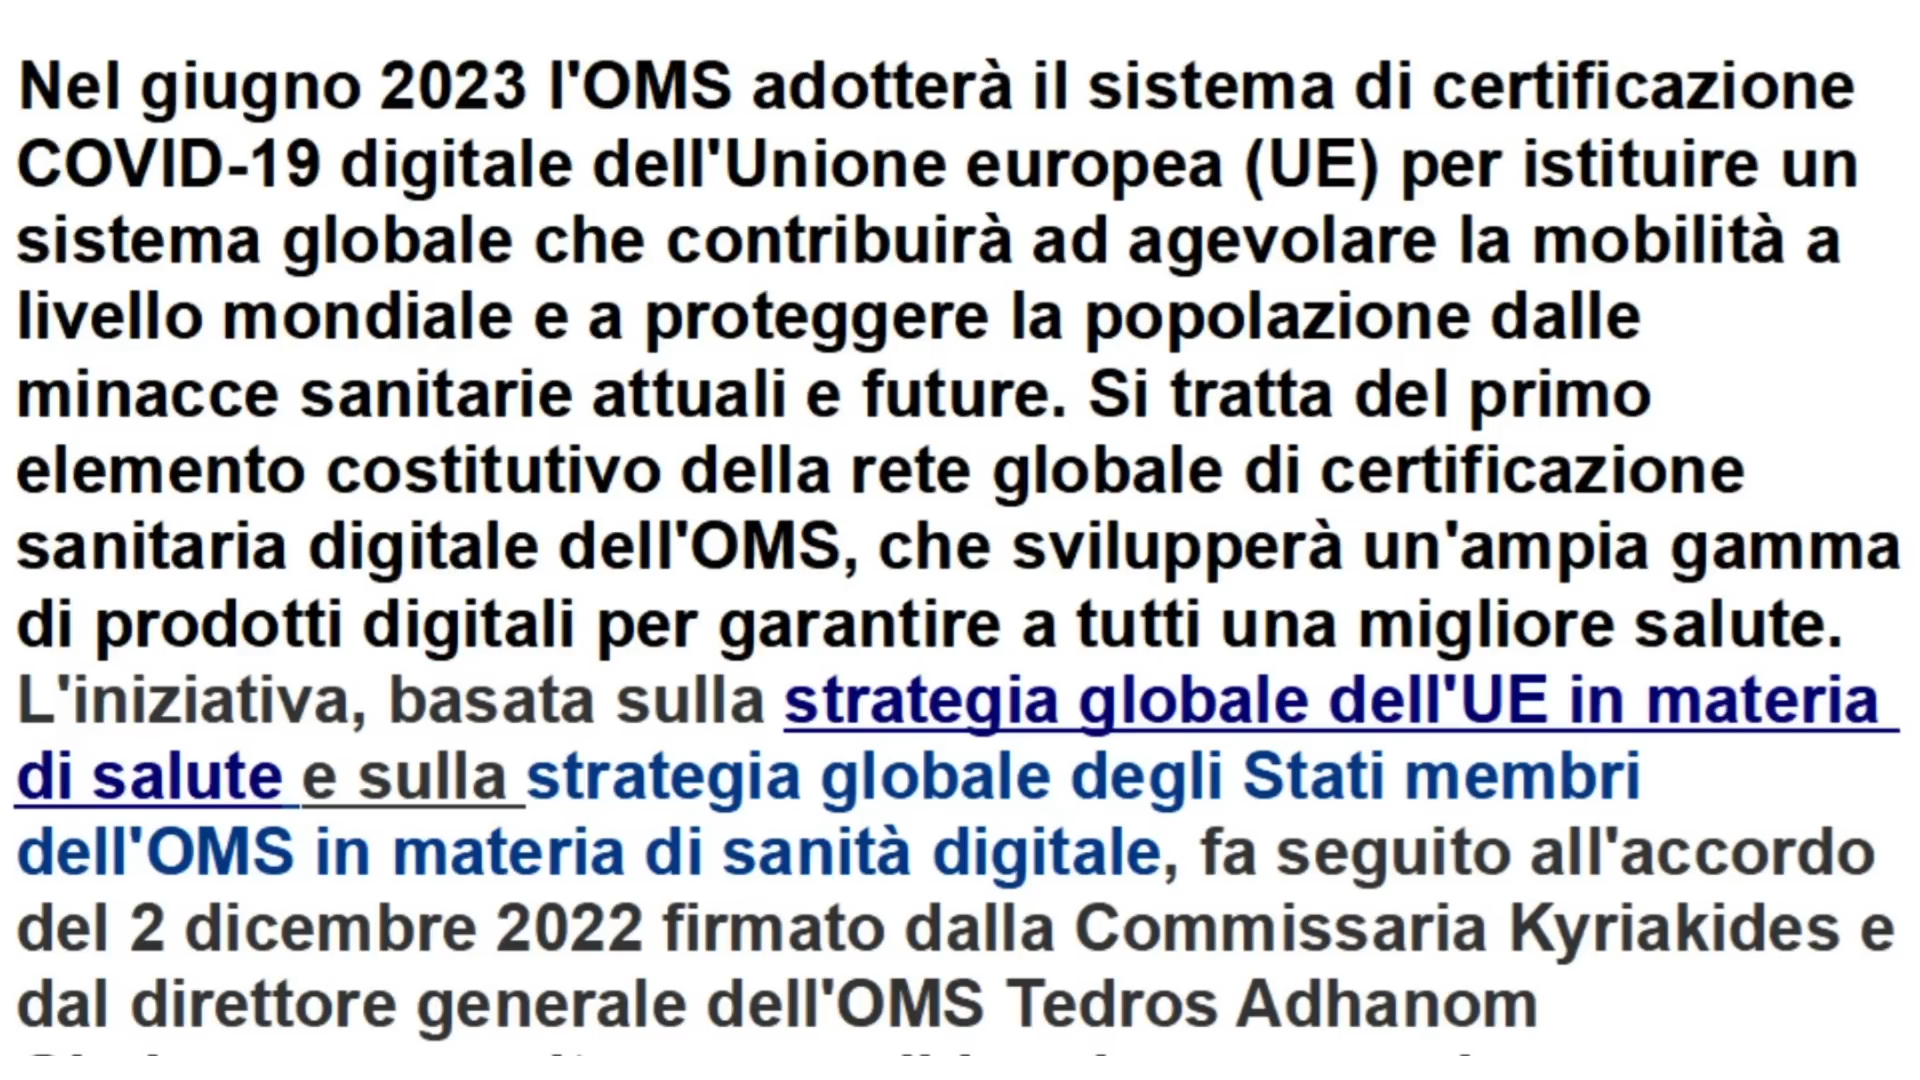 Nel giugno 2023 l'OMS adotterà il sistema di certificazione
COVID-19 digitale dell'Unione europea (UE) per istituire un
sistema globale che contribuirà ad agevolare la mobilità a
livello mondiale e a proteggere la popolazione dalle
minacce sanitarie attuali e future. Si tratta del primo
elemento costitutivo della rete globale di certificazione
sanitaria digitale dell'OMS, che svilupperà un'ampia gamma
di prodotti digitali per garantire a tutti una migliore salute.
L'iniziativa, basata sulla strategia globale dell'UE in materia
di salute e sulla strategia globale degli Stati membri
dell'OMS in materia di sanità digitale, fa seguito all'accordo
del 2 dicembre 2022 firmato dalla Commissaria Kyriakides e
dal direttore generale dell'OMS Tedros Adhanom